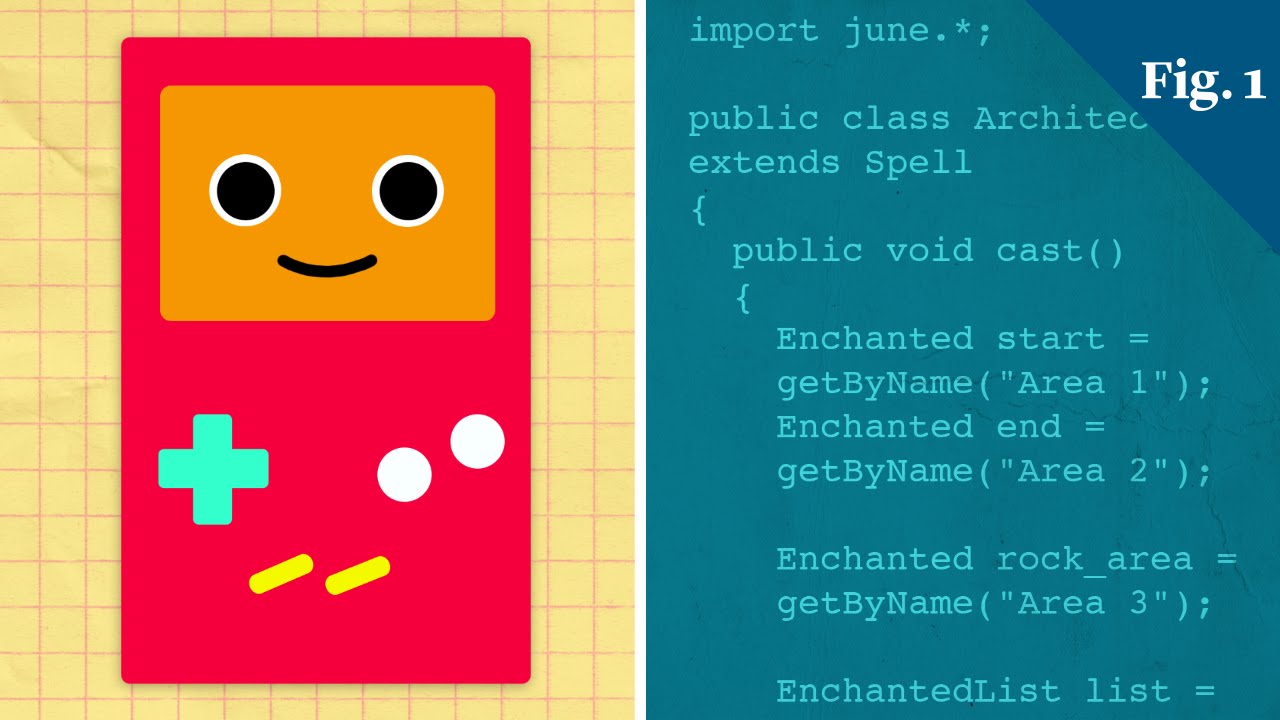 import june.*;
Fig. 1
public class Architec
extends Spell
{
public void cast()
{
Enchanted start =
getByName("Area 1");
Enchanted end =
getByName("Area 2");
Enchanted rock_area =
getByName("Area 3");
EnchantedList list =